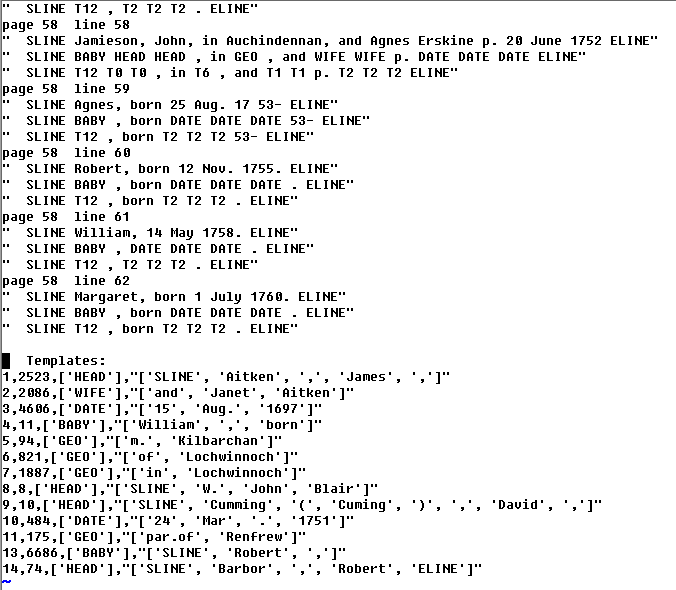 "  SLINE T12 , T2 T2 T2 . ELINE"
page 58  line 58
"  SLINE Jamieson, John, in Auchindennan, and Agnes Erskine p. 20 June 1752 ELINE"
"  SLINE BABY HEAD HEAD , in GEO , and WIFE WIFE p. DATE DATE DATE ELINE"
"  SLINE T12 T0 T0 , in T6 , and T1 T1 p. T2 T2 T2 ELINE"
page 58  line 59
"  SLINE Agnes, born 25 Aug. 17 53- ELINE"
"  SLINE BABY , born DATE DATE DATE 53- ELINE"
"  SLINE T12 , born T2 T2 T2 53- ELINE"
page 58  line 60
"  SLINE Robert, born 12 Nov. 1755. ELINE"
"  SLINE BABY , born DATE DATE DATE . ELINE"
"  SLINE T12 , born T2 T2 T2 . ELINE"
page 58  line 61
"  SLINE William, 14 May 1758. ELINE"
"  SLINE BABY , DATE DATE DATE . ELINE"
"  SLINE T12 , T2 T2 T2 . ELINE"
page 58  line 62
"  SLINE Margaret, born 1 July 1760. ELINE"
"  SLINE BABY , born DATE DATE DATE . ELINE"
"  SLINE T12 , born T2 T2 T2 . ELINE"
Templates:
1,2523,['HEAD'],"['SLINE', 'Aitken', ',', 'James', ',']"
2,2086,['WIFE'],"['and', 'Janet', 'Aitken']"
3,4606,['DATE'],"['15', 'Aug.', '1697']"
4,11,['BABY'],"['William', ',', 'born']"
5,94,['GEO'],"['m.', 'Kilbarchan']"
6,821,['GEO'],"['of', 'Lochwinnoch']"
7,1887,['GEO'],"['in', 'Lochwinnoch']"
8,8,['HEAD'],"['SLINE', 'W.', 'John', 'Blair']"
9,10,['HEAD'],"['SLINE', 'Cumming', '(', 'Cuming', ')', ',', 'David', ',']"
10,484,['DATE'],"['24', 'Mar', '.', '1751']"
11,175,['GEO'],"['par.of', 'Renfrew']"
13,6686,['BABY'],"['SLINE', 'Robert', ',']"
14,74,['HEAD'],"['SLINE', 'Barbor', ',', 'Robert', 'ELINE']"
~